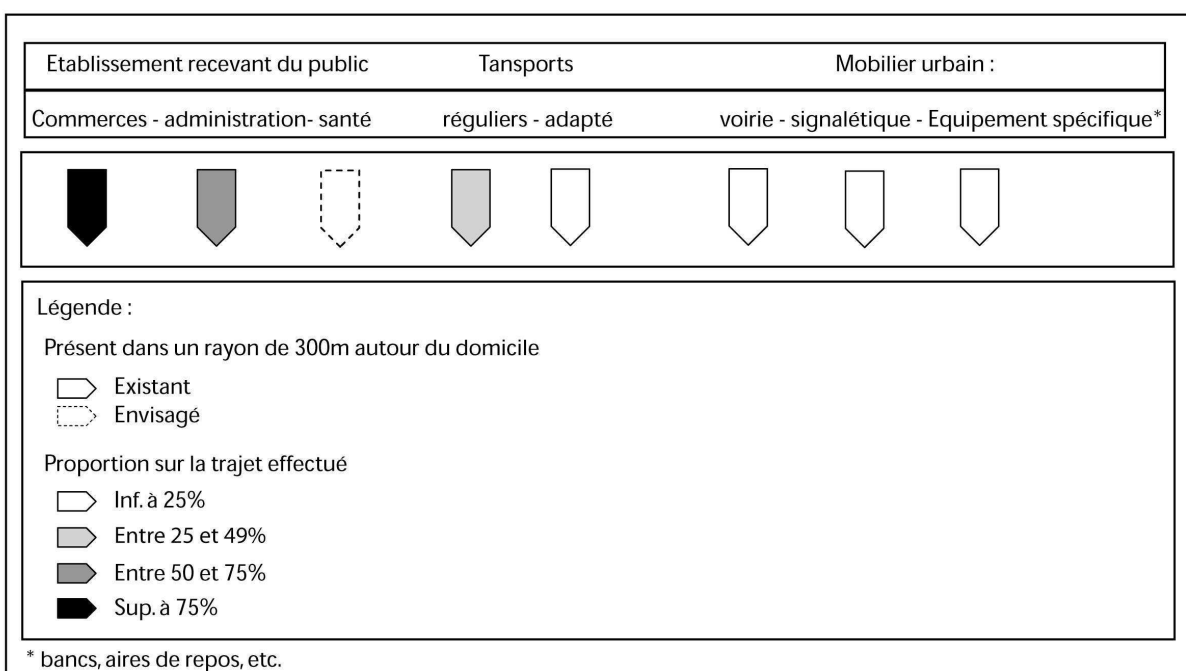 Etablissement recevant du public Tansports Mobilier urbain :
Commerces - administration- santé réguliers - adapté voirie - signalétique - Equipement spécifique*
Légende :
Présent dans un rayon de 300m autour du domicile
Existant
Envisagé
Proportion sur la trajet effectué
Inf. à 25%
Entre 25 et 49%
Entre 50 et 75%
Sup. à 75%
* bancs, aires de repos, etc.